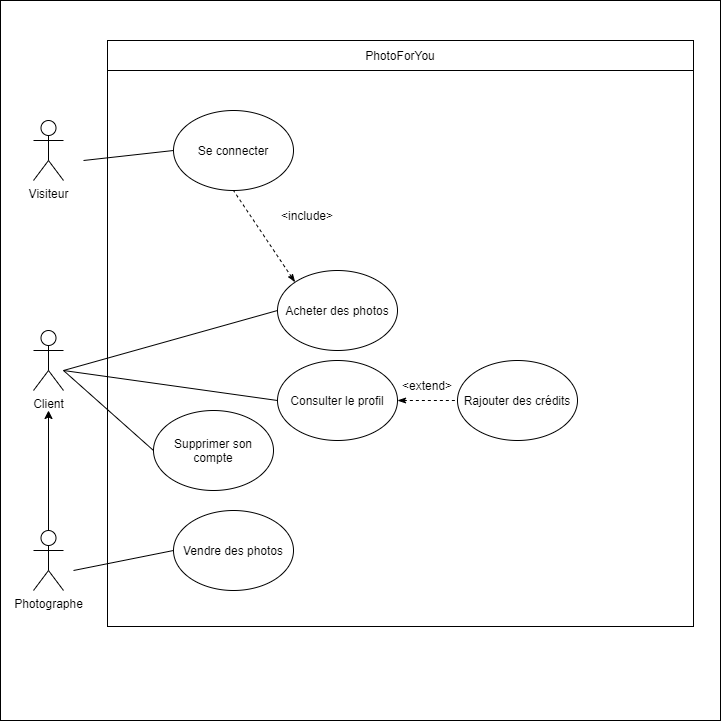 PhotoForYou
Se connecter
Visiteur
<include>
Acheter des photos
<extend>
Consulter le profil
Rajouter des crédits
Client
Supprimer son
compte
Vendre des photos
Photographe